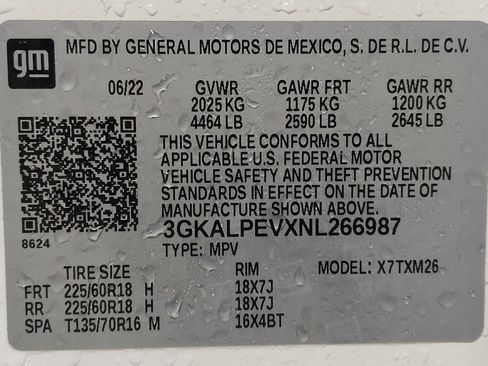 gm MFD BY GENERAL MOTORS DE MEXICO, S. DE R.L. DE C.V.
06/22 GVWR GAWR FRT GAWR RR
2025 KG 1175 KG 1200 KG
4464 LB 2590 LB 2645 LB
THIS VEHICLE CONFORMS TO ALL
APPLICABLE U.S. FEDERAL MOTOR
VEHICLE SAFETY AND THEFT PREVENTION
STANDARDS IN EFFECT ON THE DATE OF
MANUFACTURE SHOWN ABOVE.
3GKALPEVXNL266987
8624
TYPE: MPV
TIRE SIZE RIM MODEL: X7TXM26
FRT 225/60R18 H 18X7J
RR 225/60R18 H 18X7J
SPA T135/70R16 M 16X4BT